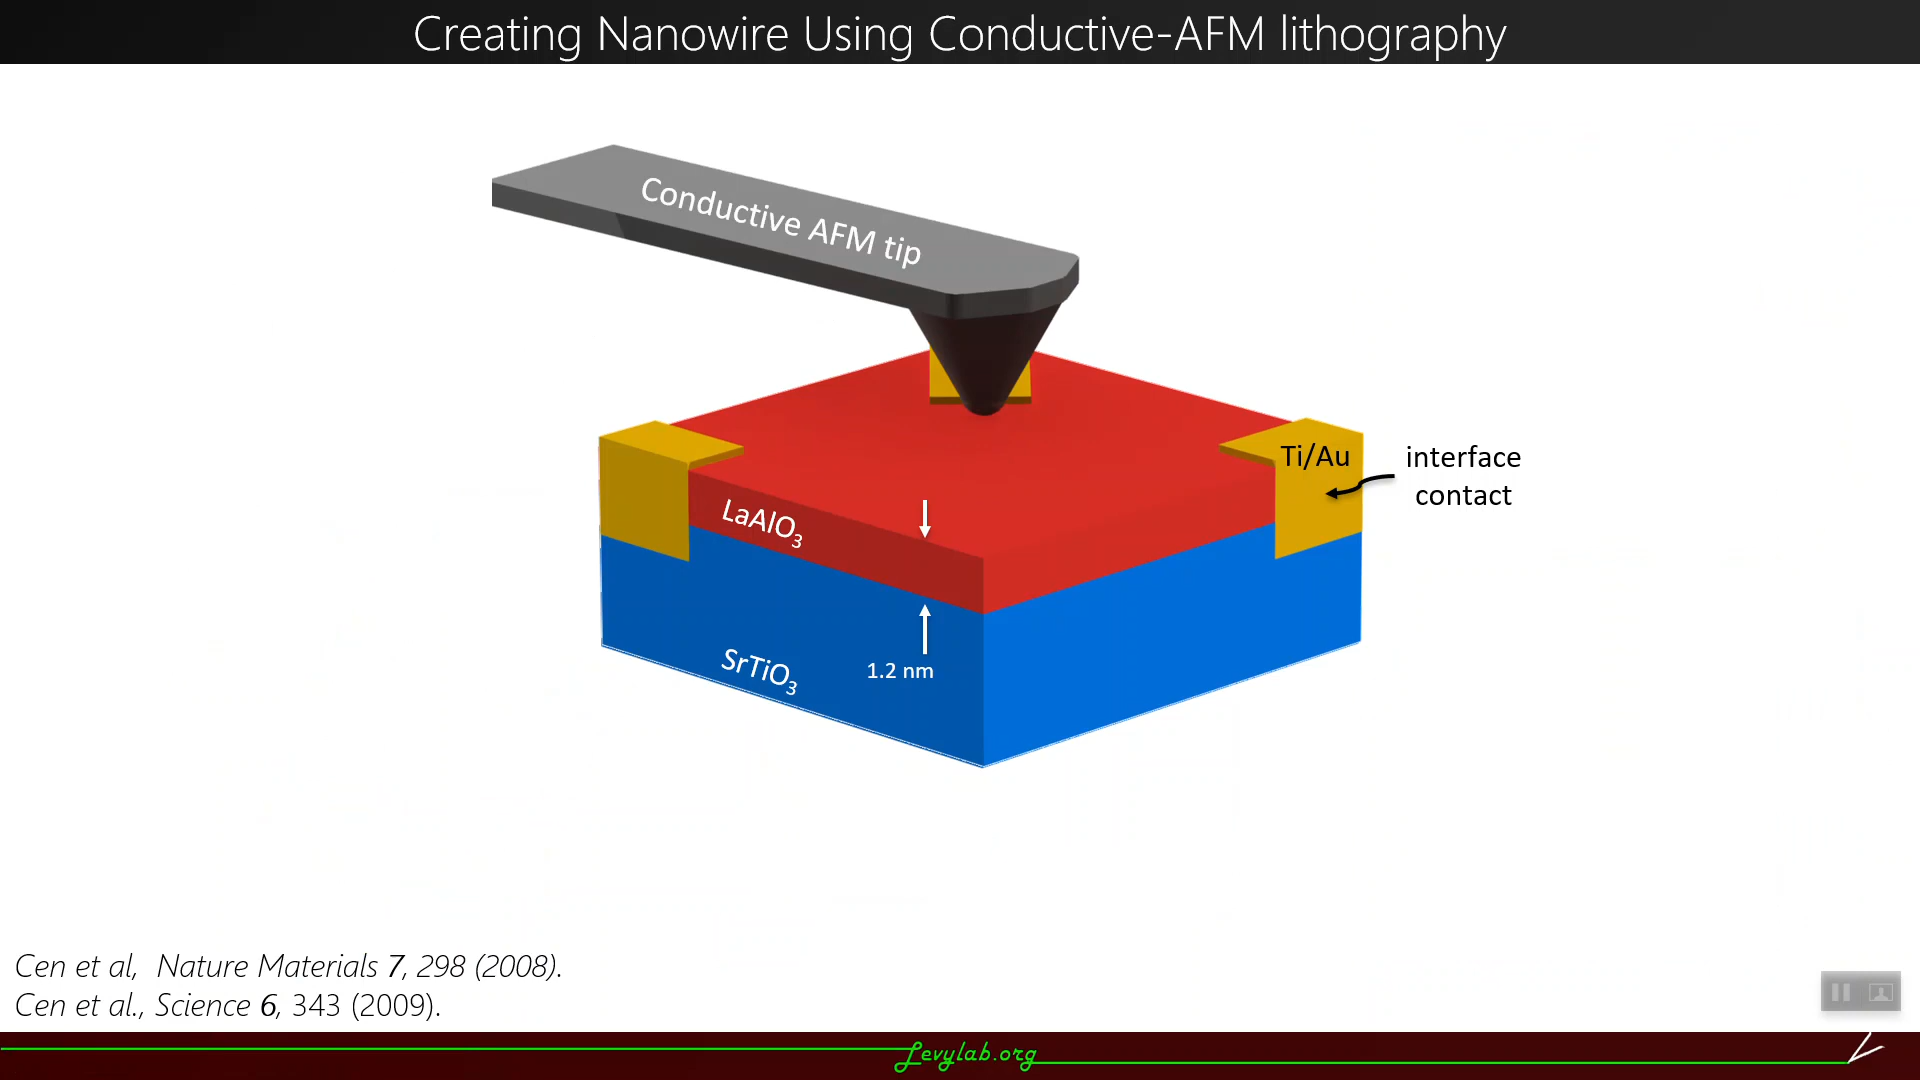 Creating Nanowire Using Conductive-AFM lithography
Conductive AFM tip
Ti/Au
interface
contact
LaAlO₃
1.2 nm
SrTiO₃
Cen et al, Nature Materials 7, 298 (2008).
Cen et al., Science 6, 343 (2009).
Levylab.org